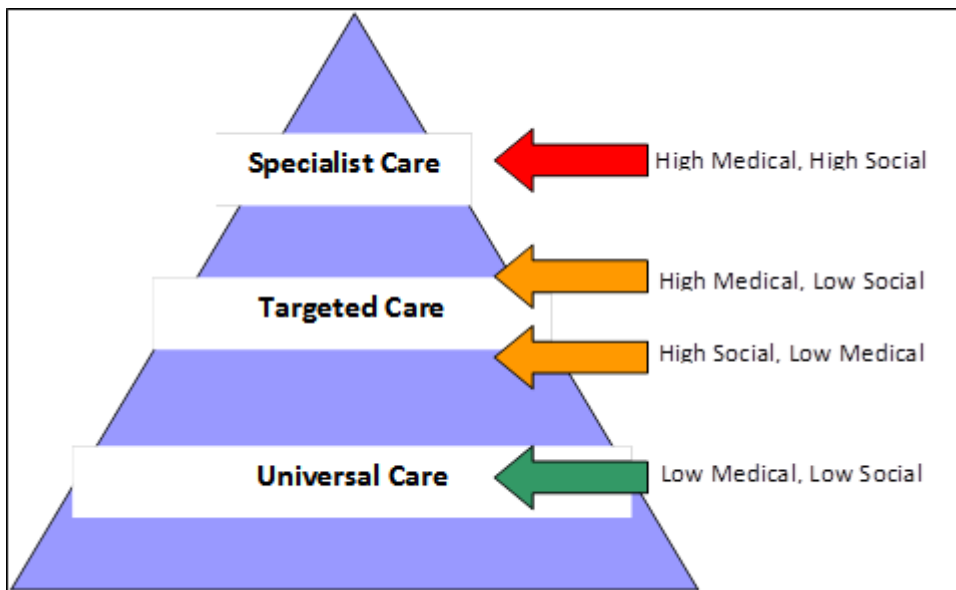 Specialist Care
High Medical, High Social
High Medical, Low Social
Targeted Care
High Social, Low Medical
Universal Care
Low Medical, Low Social